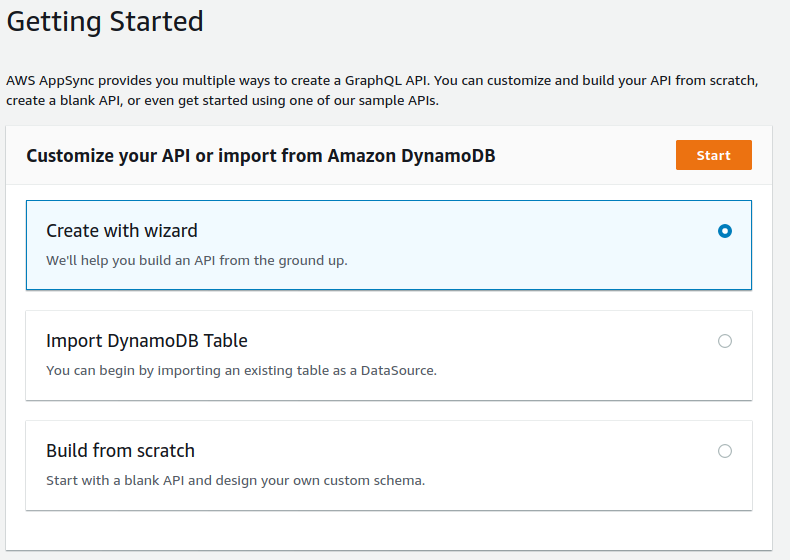 Getting Started
AWS AppSync provides you multiple ways to create a GraphQL API. You can customize and build your API from scratch,
create a blank API, or even get started using one of our sample APIs.
Customize your API or import from Amazon DynamoDB
Start
Create with wizard
We'll help you build an API from the ground up.
Import DynamoDB Table
You can begin by importing an existing table as a DataSource.
Build from scratch
Start with a blank API and design your own custom schema.